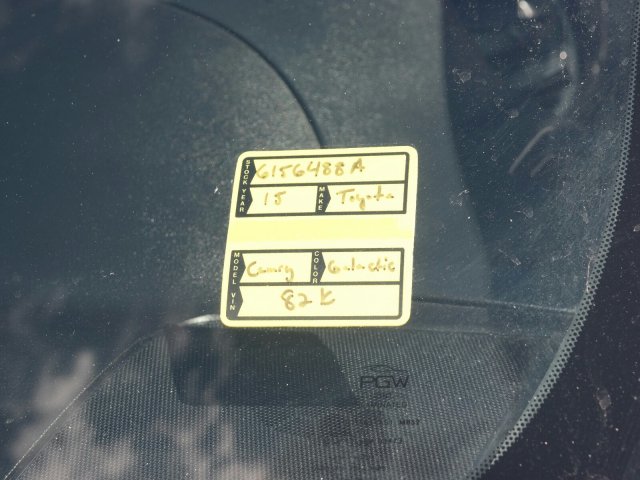 STOCK 6156488A
YEAR 15 MAKE Toyota
MODEL Camry COLOR Galactic
VIN 82K
PGW